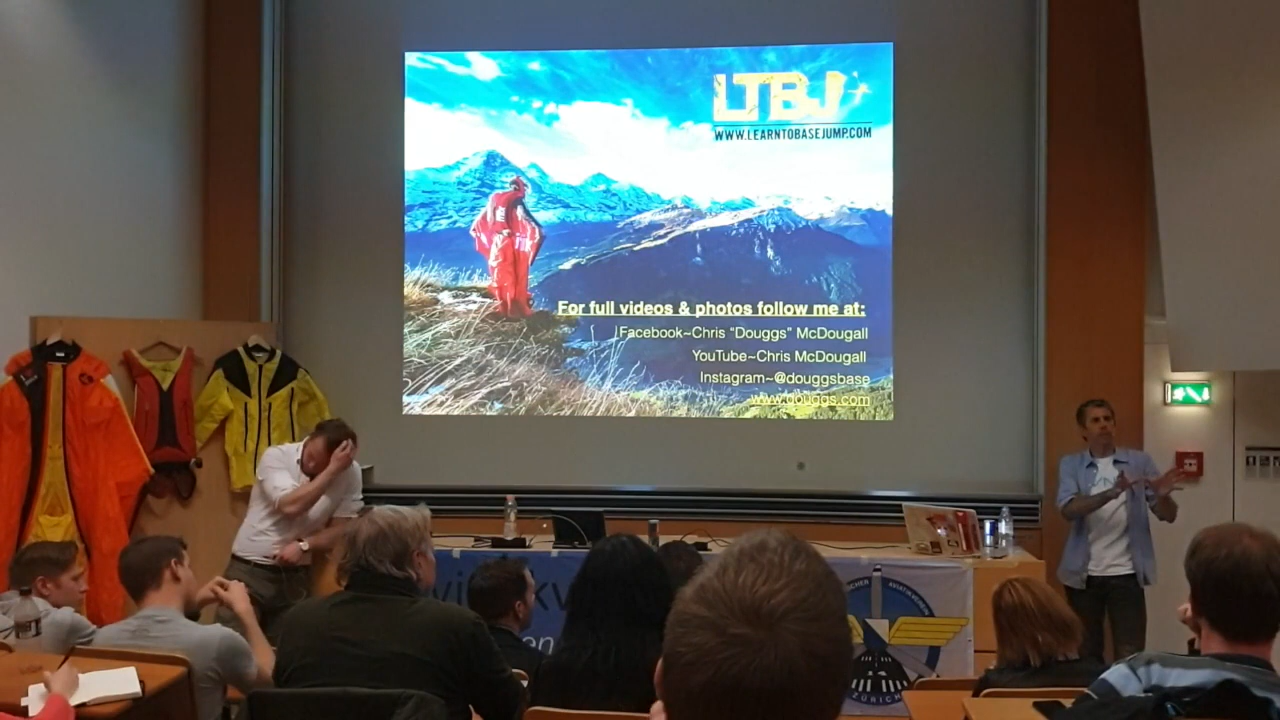 LTBJ
WWW.LEARNTOBASEJUMP.COM
For full videos & photos follow me at:
Facebook~Chris "Douggs" McDougall
YouTube~Chris McDougall
Instagram~@douggsbase
www.douggs.com
AVIATIKVEREIN
ZÜRICH